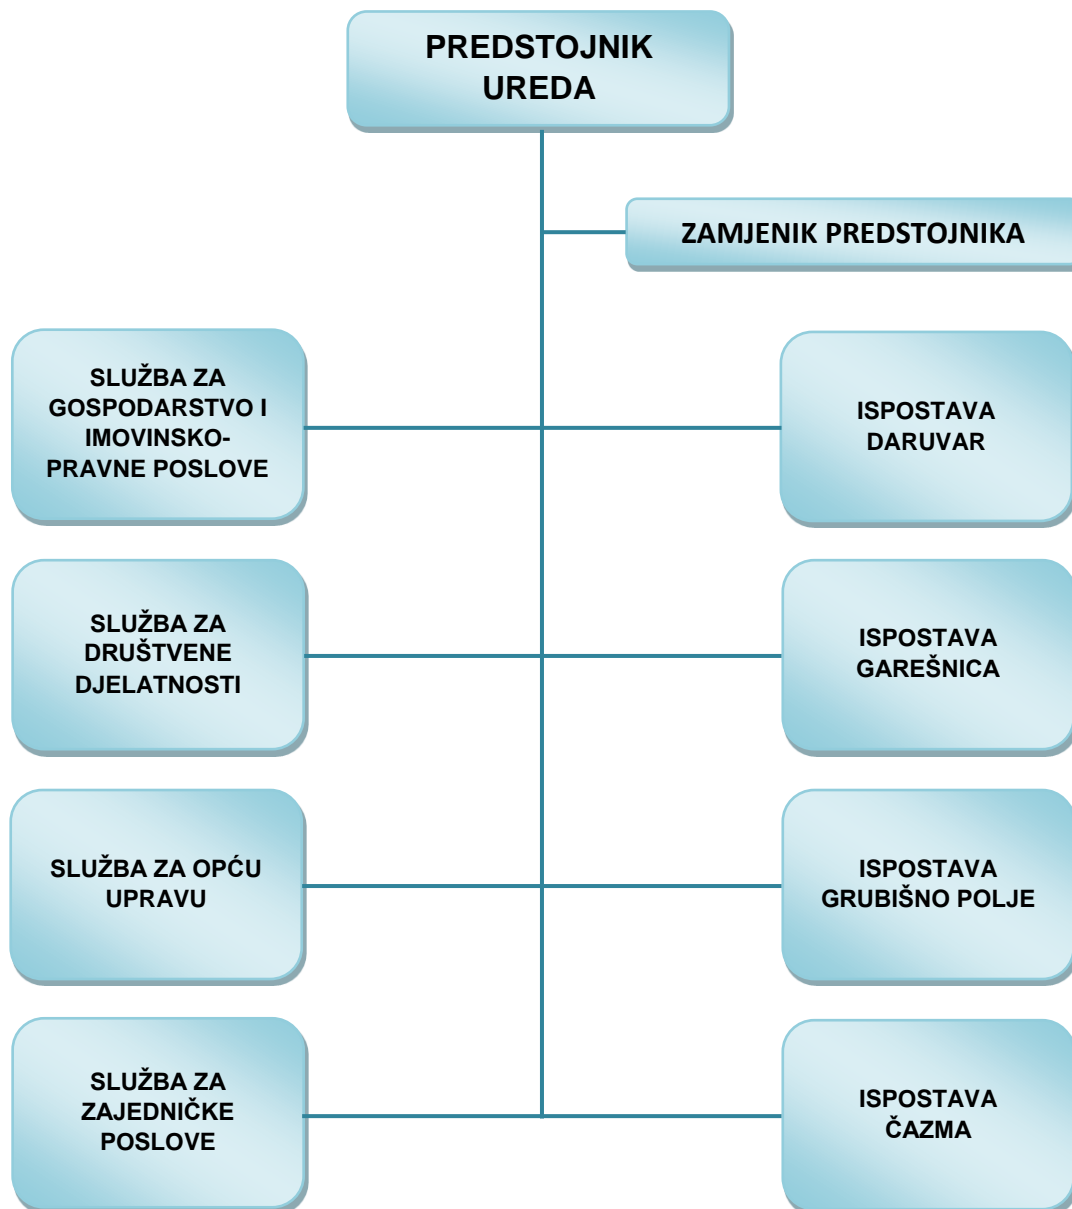 PREDSTOJNIK
UREDA
ZAMJENIK PREDSTOJNIKA
SLUŽBA ZA
GOSPODARSTVO I
IMOVINSKO-
PRAVNE POSLOVE
ISPOSTAVA
DARUVAR
SLUŽBA ZA
DRUŠTVENE
DJELATNOSTI
ISPOSTAVA
GAREŠNICA
SLUŽBA ZA OPĆU
UPRAVU
ISPOSTAVA
GRUBIŠNO POLJE
SLUŽBA ZA
ZAJEDNIČKE
POSLOVE
ISPOSTAVA
ČAZMA